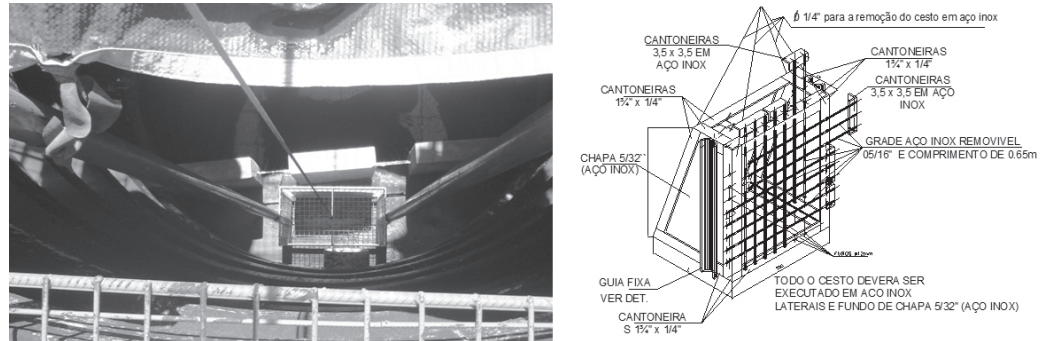 Ø 1/4" para a remoção do cesto em aço inox
CANTONEIRAS
3,5 x 3,5 EM
AÇO INOX
CANTONEIRAS
1¾" x 1/4"
CANTONEIRAS
3,5 x 3,5 EM AÇO
INOX
CANTONEIRAS
1¾" x 1/4"
GRADE AÇO INOX REMOVIVEL
05/16" E COMPRIMENTO DE 0.65m
CHAPA 5/32"
(AÇO INOX)
GUIA FIXA
VER DET.
TODO O CESTO DEVERA SER
EXECUTADO EM ACO INOX
LATERAIS E FUNDO DE CHAPA 5/32" (AÇO INOX)
CANTONEIRA
S 1¾" x 1/4"